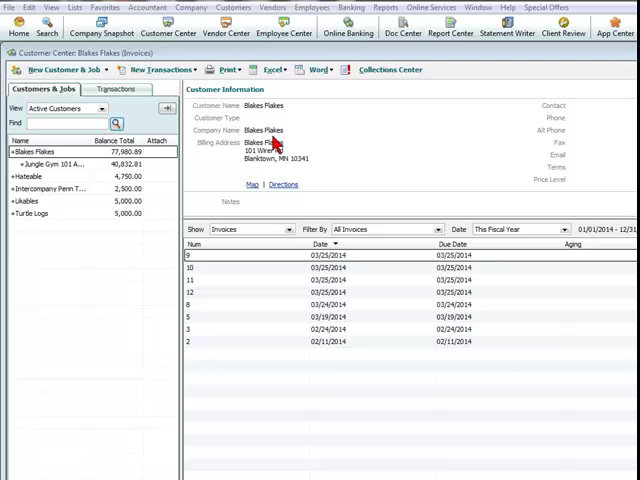 File Edit View Lists Favorites Accountant Company Customers Vendors Employees Banking Reports Online Services Window Help Special Offers
Home Search Company Snapshot Customer Center Vendor Center Employee Center Online Banking Doc Center Report Center Statement Writer Client Review App Center
Customer Center: Blakes Flakes (Invoices)
New Customer & Job New Transactions Print Excel Word Collections Center
Customers & Jobs Transactions
View Active Customers
Find
Name Balance Total Attach
Blakes Flakes 77,980.89
Jungle Gym 101 A... 40,832.81
Hateable 4,750.00
Intercompany Penn T... 2,500.00
Likables 5,000.00
Turtle Logs 5,000.00
Customer Information
Customer Name Blakes Flakes Contact
Customer Type Phone
Company Name Blakes Flakes Alt Phone
Billing Address Blakes Fax
101 Email
Blanktown, MN 10341 Terms
Price Level
Map | Directions
Notes
Show Invoices Filter By All Invoices Date This Fiscal Year 01/01/2014 - 12/31
Num Date Due Date Aging
9 03/25/2014 03/25/2014
10 03/25/2014 03/25/2014
11 03/25/2014 03/25/2014
12 03/25/2014 03/25/2014
8 03/24/2014 03/24/2014
5 03/19/2014 03/19/2014
3 02/24/2014 02/24/2014
2 02/11/2014 02/11/2014